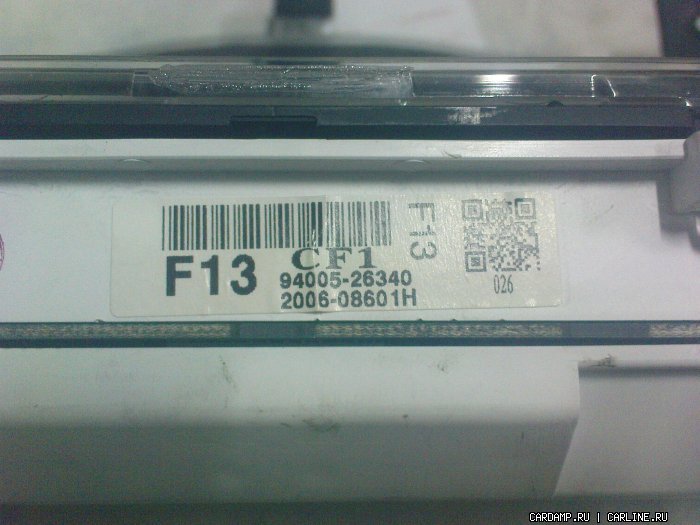 F13
CF1
F13
94005-26340
2006-08601H
026
CARDAMP.RU | CARLINE.RU